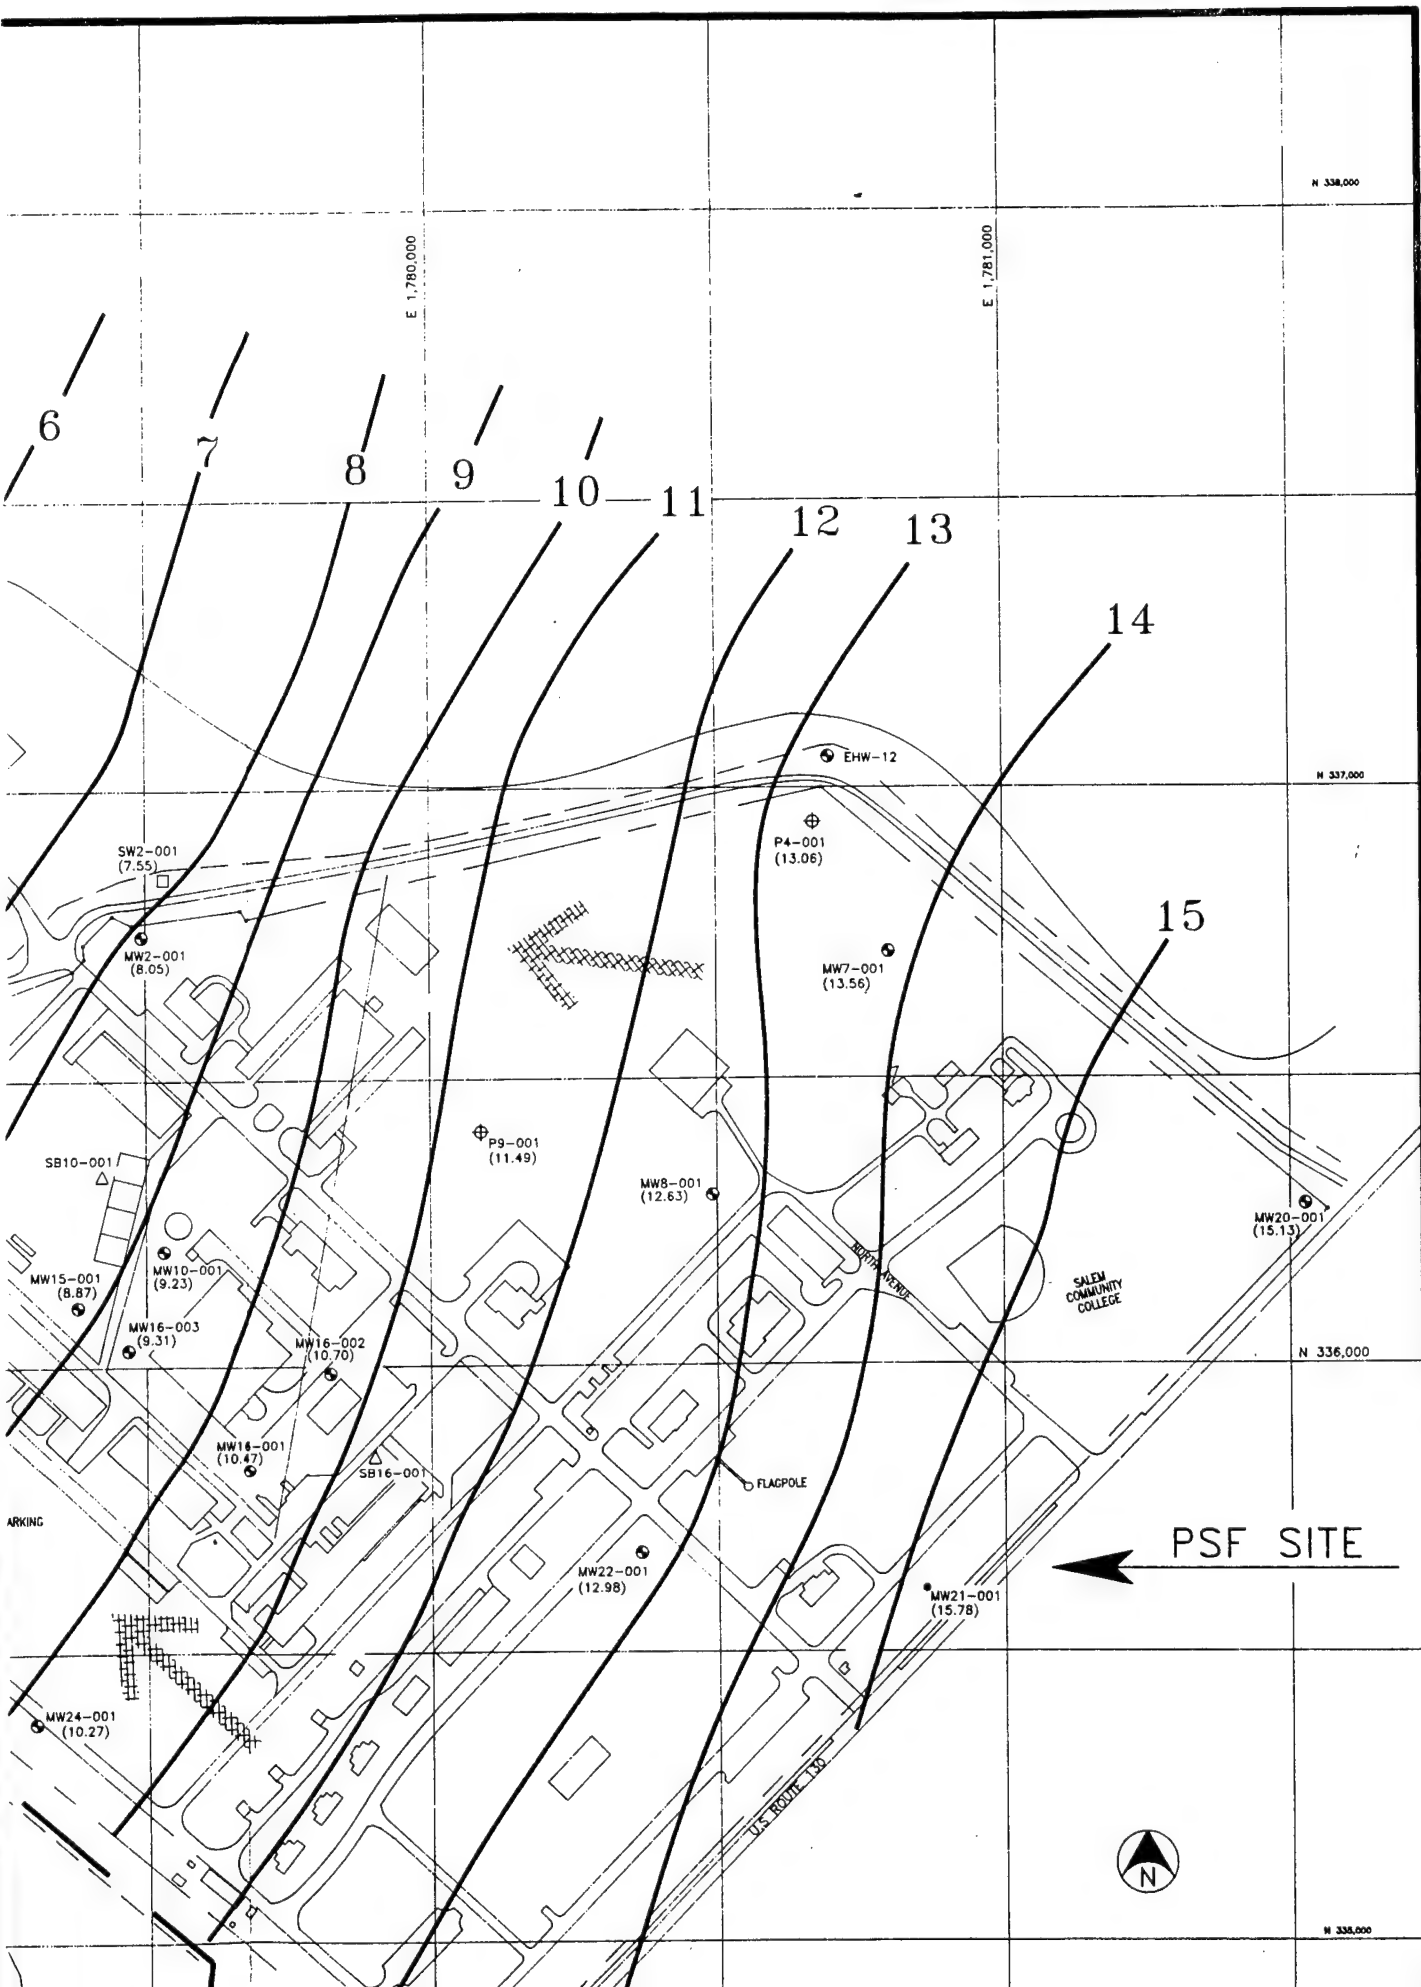 N 338,000
E 1,780,000
E 1,781,000
6
7
8
9
10
11
12
13
14
15
EHW-12
N 337,000
P4-001
(13.06)
SW2-001
(7.55)
MW2-001
(8.05)
MW7-001
(13.56)
P9-001
(11.49)
SB10-001
MW8-001
(12.63)
MW20-001
(15.13)
NORTH AVENUE
MW10-001
(9.23)
MW15-001
(8.87)
SALEM
COMMUNITY
COLLEGE
MW16-003
(9.31)
MW16-002
(10.70)
N 336,000
MW16-001
(10.47)
SB16-001
FLAGPOLE
ARKING
PSF SITE
MW22-001
(12.98)
MW21-001
(15.78)
MW24-001
(10.27)
U.S ROUTE 130
N
N 335,000